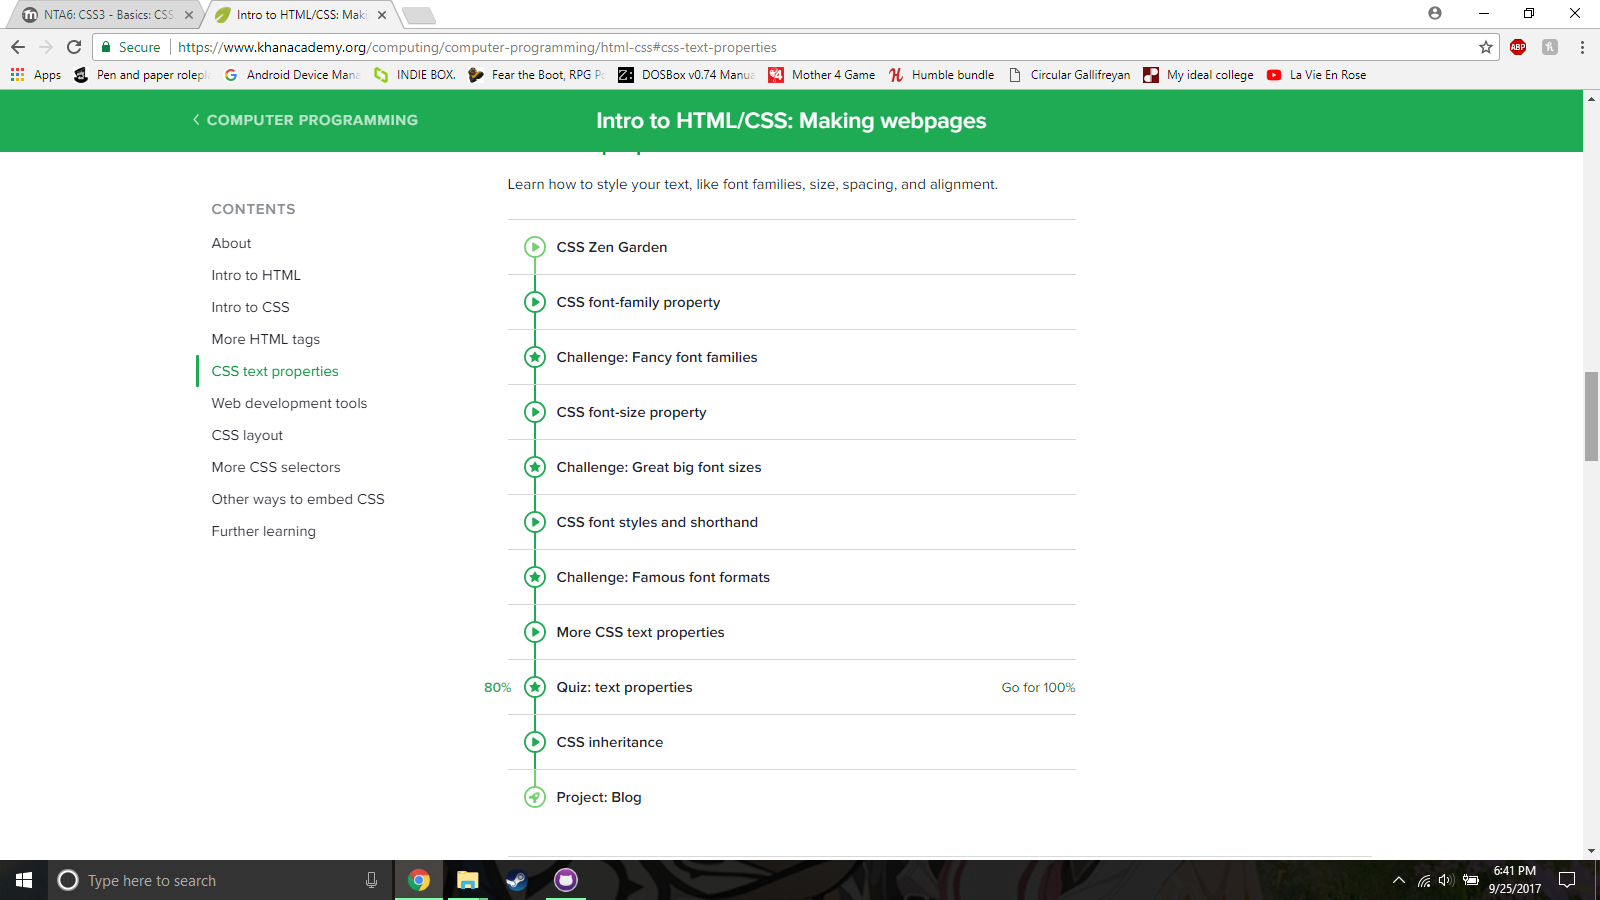 NTA6: CSS3 - Basics: CSS
Intro to HTML/CSS: Mak
Secure
https://www.khanacademy.org/computing/computer-programming/html-css#css-text-properties
ABP
Apps
Pen and paper rolepl
Android Device Mana
INDIE BOX.
Fear the Boot, RPG Po
DOSBox v0.74 Manua
Mother 4 Game
Humble bundle
Circular Gallifreyan
My ideal college
La Vie En Rose
COMPUTER PROGRAMMING
Intro to HTML/CSS: Making webpages
Learn how to style your text, like font families, size, spacing, and alignment.
CONTENTS
About
Intro to HTML
Intro to CSS
More HTML tags
CSS text properties
Web development tools
CSS layout
More CSS selectors
Other ways to embed CSS
Further learning
CSS Zen Garden
CSS font-family property
Challenge: Fancy font families
CSS font-size property
Challenge: Great big font sizes
CSS font styles and shorthand
Challenge: Famous font formats
More CSS text properties
80% Quiz: text properties Go for 100%
CSS inheritance
Project: Blog
Type here to search
6:41 PM
9/25/2017